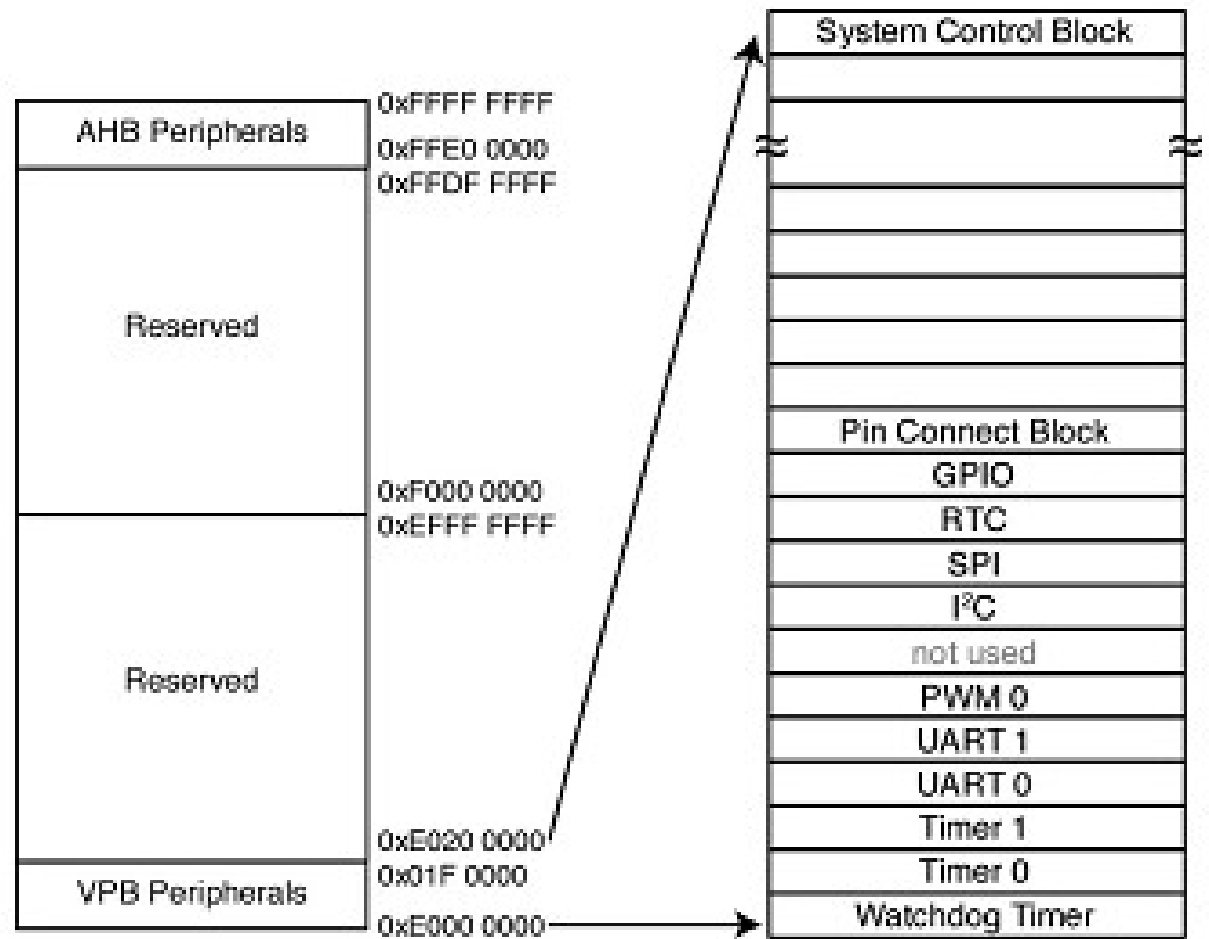 AHB Peripherals
0xFFFF FFFF
0xFFE0 0000
0xFFDF FFFF
Reserved
0xF000 0000
0xEFFF FFFF
Reserved
0xE020 0000
0x01F 0000
VPB Peripherals
0xE000 0000
System Control Block
Pin Connect Block
GPIO
RTC
SPI
I²C
not used
PWM 0
UART 1
UART 0
Timer 1
Timer 0
Watchdog Timer